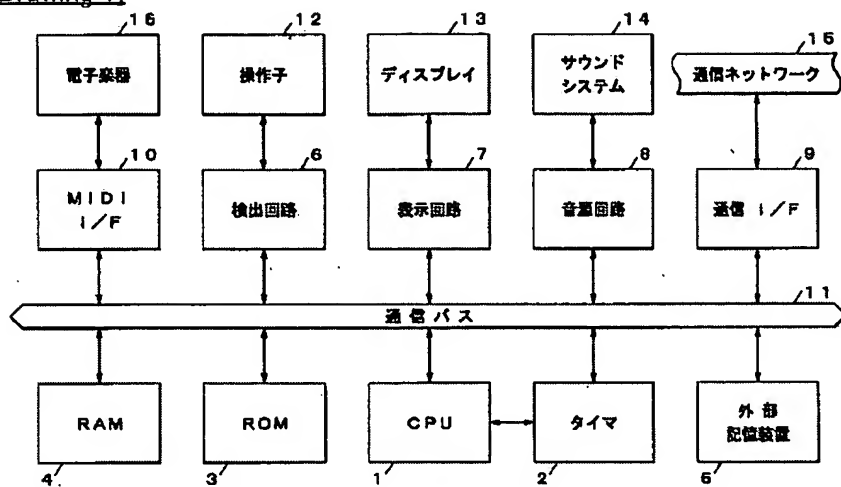 16
12
13
14
15
電子楽器
操作子
ディスプレイ
サウンド
システム
通信ネットワーク
10
6
7
8
9
MIDI
I/F
検出回路
表示回路
音源回路
通信 I/F
11
通信バス
RAM
ROM
CPU
タイマ
外部
記憶装置
4
3
1
2